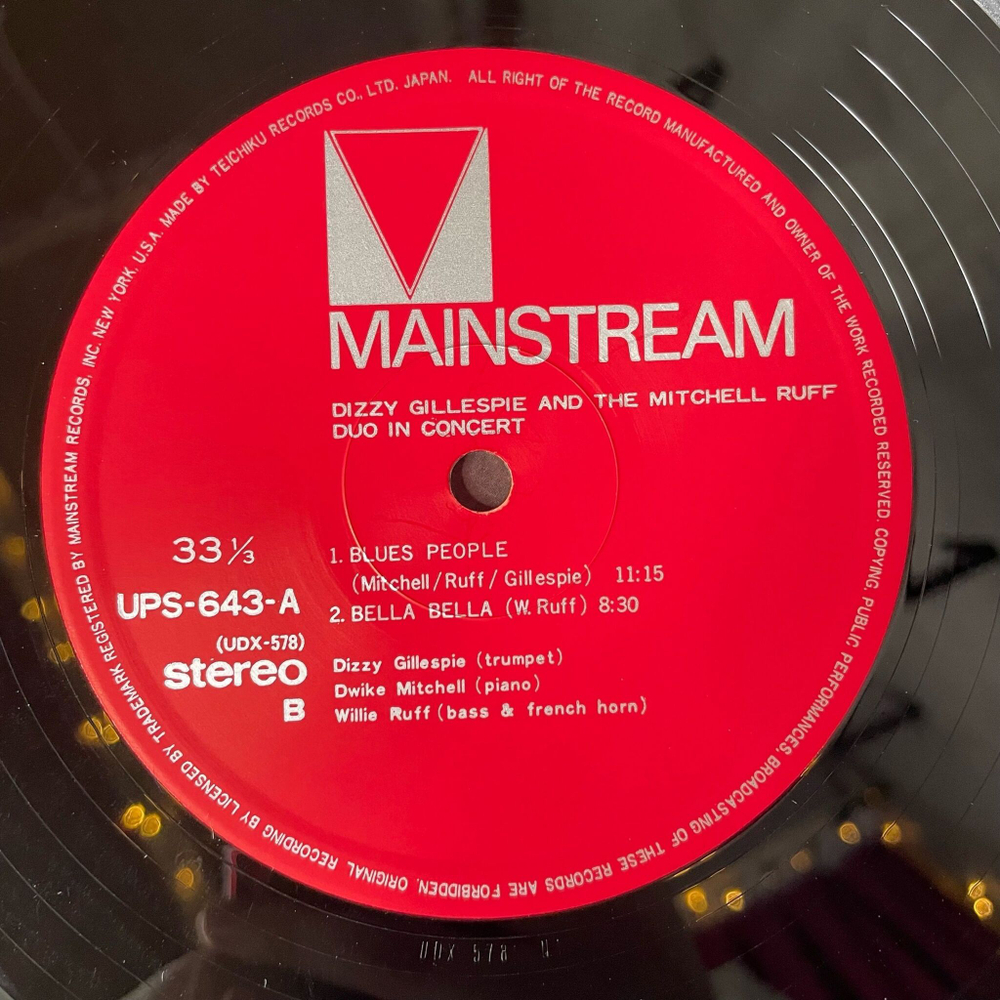 LICENSED BY TRADEMARK REGISTERED BY MAINSTREAM RECORDS, INC. NEW YORK, U.S.A. MADE BY TEICHIKU RECORDS CO., LTD. JAPAN. ALL RIGHT OF THE RECORD MANUFACTURED AND OWNER OF THE WORK RECORDED RESERVED. COPYING, PUBLIC PERFORMANCES, BROADCASTING OF THESE RECORDS ARE FORBIDDEN. ORIGINAL RECORDING BY
MAINSTREAM
DIZZY GILLESPIE AND THE MITCHELL RUFF
DUO IN CONCERT
33 1/3
UPS-643-A
(UDX-578)
stereo
B
1. BLUES PEOPLE
(Mitchell/Ruff/Gillespie) 11:15
2. BELLA BELLA (W. Ruff) 8:30
Dizzy Gillespie (trumpet)
Dwike Mitchell (piano)
Willie Ruff (bass & french horn)
UDX 578